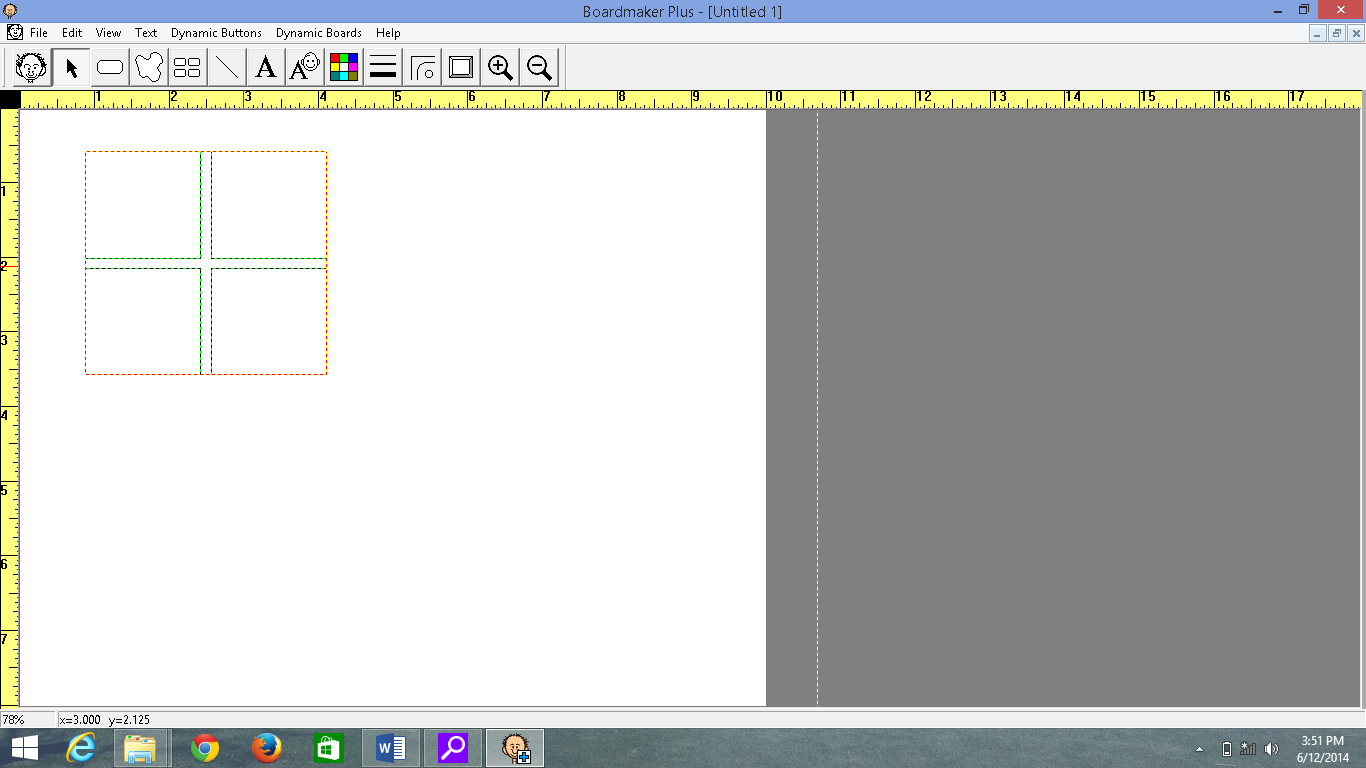 Boardmaker Plus - [Untitled 1]
File Edit View Text Dynamic Buttons Dynamic Boards Help
A A
1 2 3 4 5 6 7 8 9 10 11 12 13 14 15 16 17
1
2
3
4
5
6
7
78% x=3.000 y=2.125
W
3:51 PM
6/12/2014